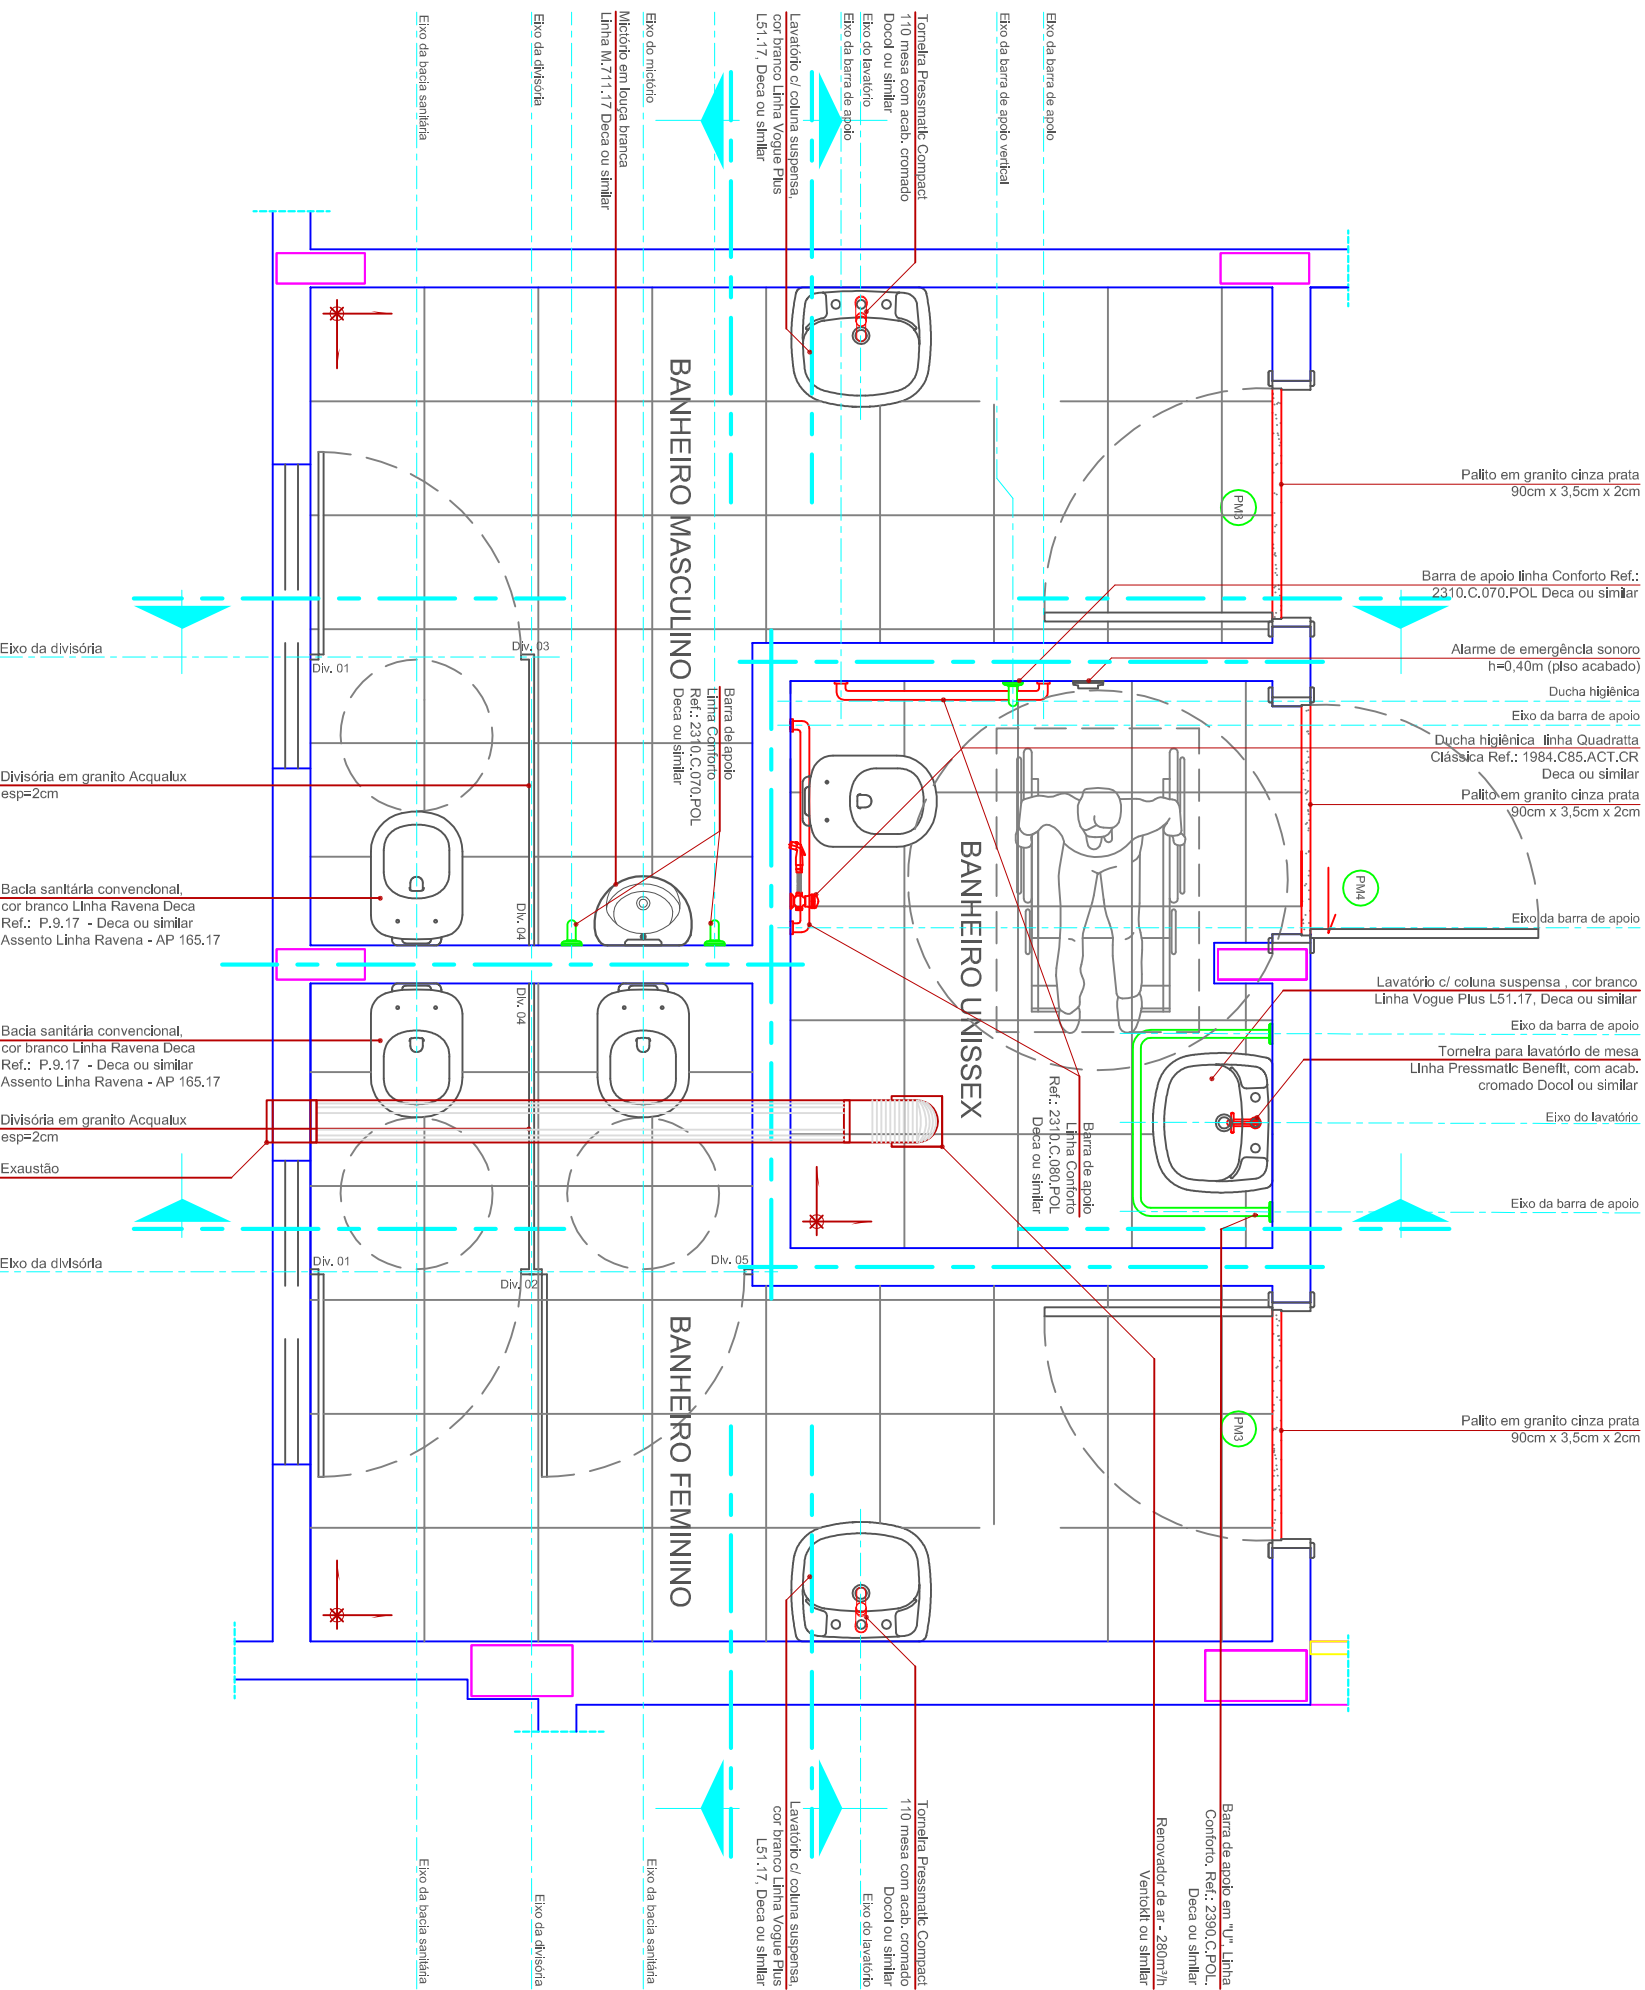 Eixo da bacia sanitária
Eixo da divisória
Mictório em louça branca
Linha M.711.17 Deca ou similar
Eixo do mictório
Lavatório c/ coluna suspensa,
cor branco Linha Vogue Plus
L51.17, Deca ou similar
Eixo da barra de apoio
Eixo do lavatório
Torneira Pressmatic Compact
110 mesa com acab. cromado
Docol ou similar
Eixo da barra de apoio vertical
Eixo da barra de apoio
BANHEIRO MASCULINO
PM3
Palito em granito cinza prata
90cm x 3,5cm x 2cm
Barra de apoio linha Conforto Ref.:
2310.C.070.POL Deca ou similar
Alarme de emergência sonoro
h=0,40m (piso acabado)
Ducha higiênica
Eixo da barra de apoio
Ducha higiênica linha Quadratta
Clássica Ref.: 1984.C85.ACT.CR
Deca ou similar
Palito em granito cinza prata
90cm x 3,5cm x 2cm
PM4
Eixo da barra de apoio
Lavatório c/ coluna suspensa , cor branco
Linha Vogue Plus L51.17, Deca ou similar
Eixo da barra de apoio
Torneira para lavatório de mesa
Linha Pressmatic Benefit, com acab.
cromado Docol ou similar
Eixo do lavatório
Eixo da barra de apoio
Palito em granito cinza prata
90cm x 3,5cm x 2cm
Eixo da divisória
Div. 01
Div. 03
Divisória em granito Acqualux
esp=2cm
Barra de apoio
Linha Conforto
Ref.: 2310.C.070.POL
Deca ou similar
Bacia sanitária convencional,
cor branco Linha Ravena Deca
Ref.: P.9.17 - Deca ou similar
Assento Linha Ravena - AP 165.17
Div. 04
BANHEIRO UNISSEX
Div. 04
Bacia sanitária convencional,
cor branco Linha Ravena Deca
Ref.: P.9.17 - Deca ou similar
Assento Linha Ravena - AP 165.17
Divisória em granito Acqualux
esp=2cm
Exaustão
Barra de apoio
Linha Conforto
Ref.: 2310.C.080.POL
Deca ou similar
Eixo da divisória
Div. 01
Div. 02
Div. 05
BANHEIRO FEMININO
PM3
Eixo da bacia sanitária
Eixo da divisória
Eixo da bacia sanitária
Lavatório c/ coluna suspensa,
cor branco Linha Vogue Plus
L51.17, Deca ou similar
Eixo do lavatório
Torneira Pressmatic Compact
110 mesa com acab. cromado
Docol ou similar
Renovador de ar - 280m³/h
Ventokit ou similar
Barra de apoio em "U", Linha
Conforto, Ref.: 2390.C.POL.
Deca ou similar